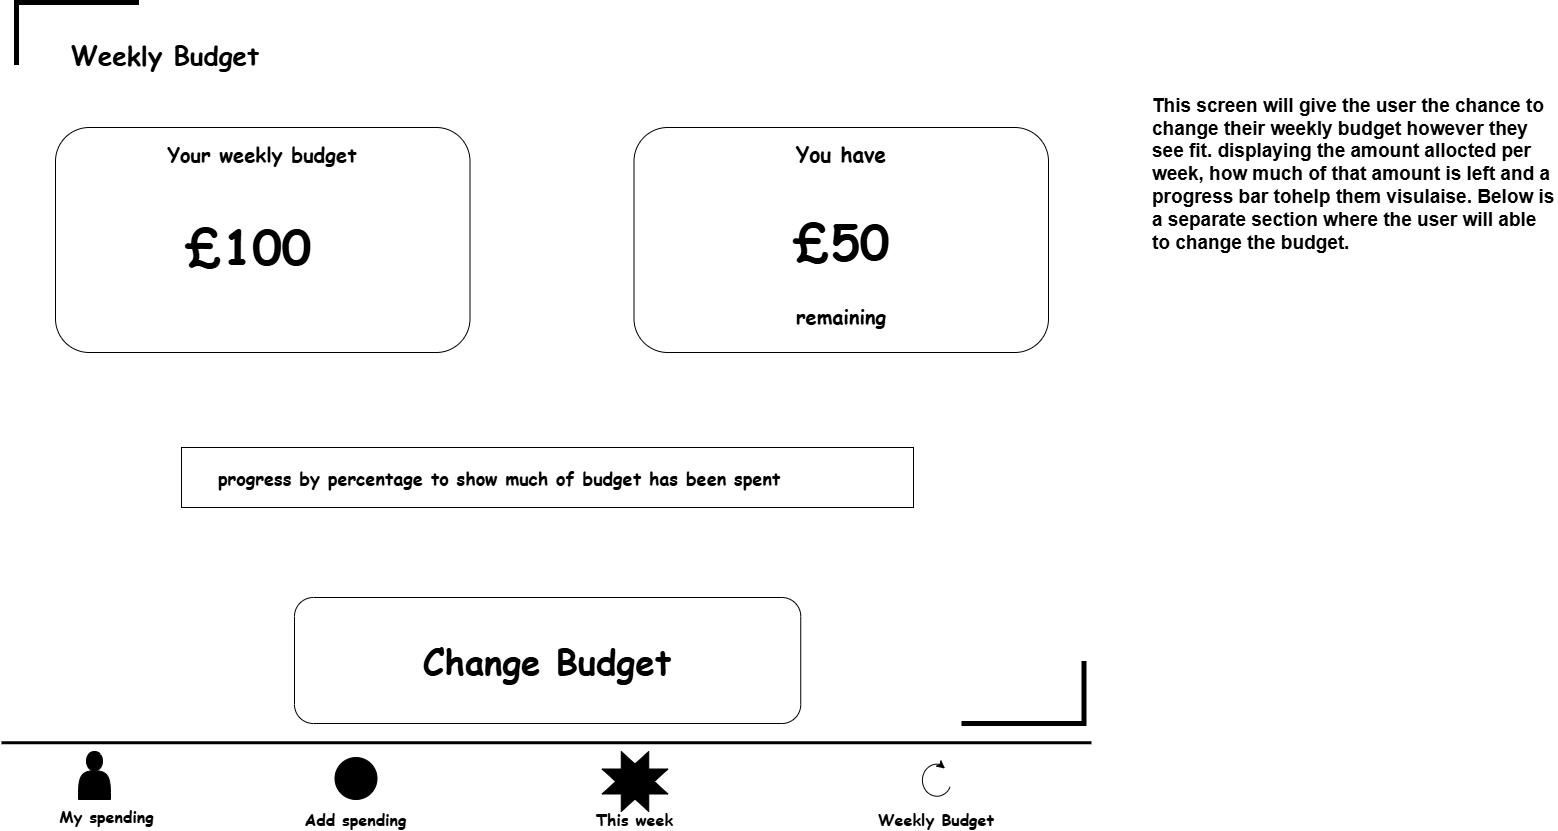 Weekly Budget
This screen will give the user the chance to
change their weekly budget however they
see fit. displaying the amount allocted per
week, how much of that amount is left and a
progress bar tohelp them visulaise. Below is
a separate section where the user will able
to change the budget.
Your weekly budget
£100
You have
£50
remaining
progress by percentage to show much of budget has been spent
Change Budget
My spending
Add spending
This week
Weekly Budget